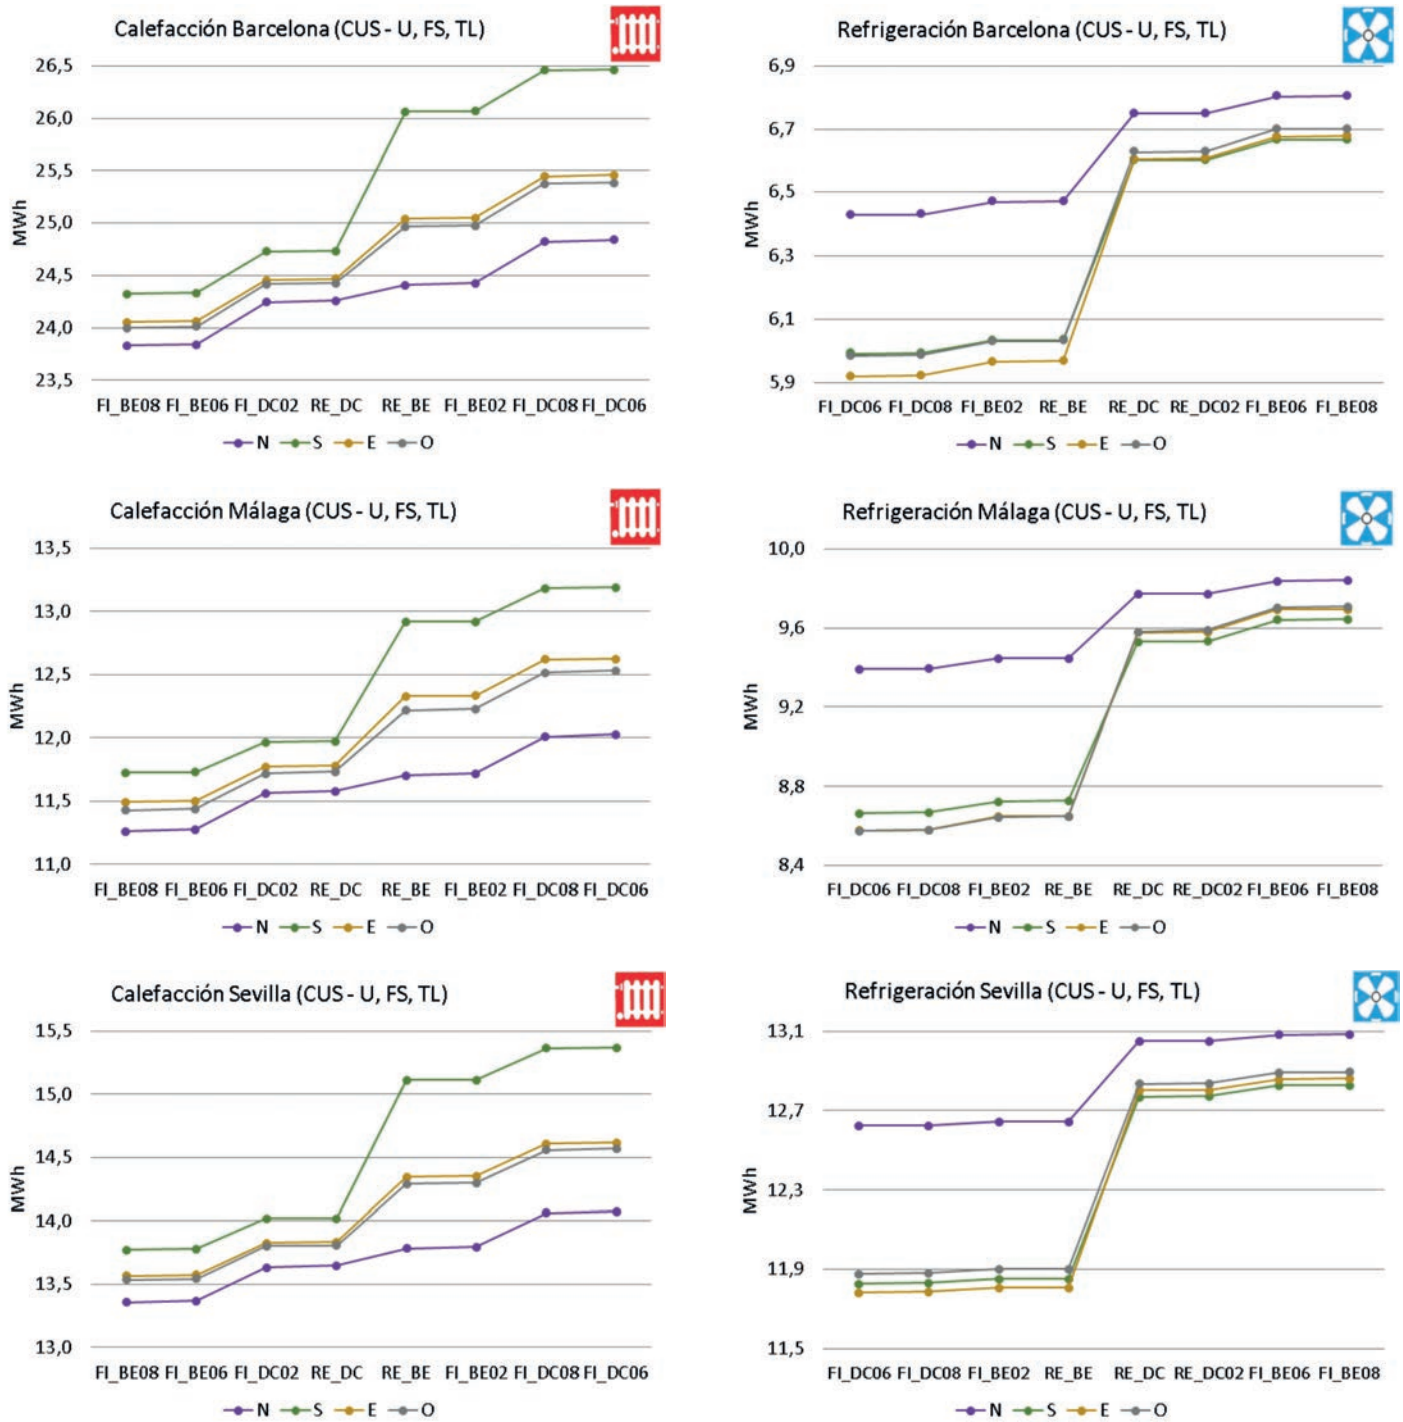 Calefacción Barcelona (CUS - U, FS, TL)
26,5
26,0
25,5
25,0
24,5
24,0
23,5
MWh
FI_BE08 FI_BE06 FI_DC02 RE_DC RE_BE FI_BE02 FI_DC08 FI_DC06
N S E O
Refrigeración Barcelona (CUS - U, FS, TL)
6,9
6,7
6,5
6,3
6,1
5,9
MWh
FI_DC06 FI_DC08 FI_BE02 RE_BE RE_DC RE_DC02 FI_BE06 FI_BE08
N S E O
Calefacción Málaga (CUS - U, FS, TL)
13,5
13,0
12,5
12,0
11,5
11,0
MWh
FI_BE08 FI_BE06 FI_DC02 RE_DC RE_BE FI_BE02 FI_DC08 FI_DC06
N S E O
Refrigeración Málaga (CUS - U, FS, TL)
10,0
9,6
9,2
8,8
8,4
MWh
FI_DC06 FI_DC08 FI_BE02 RE_BE RE_DC RE_DC02 FI_BE06 FI_BE08
N S E O
Calefacción Sevilla (CUS - U, FS, TL)
15,5
15,0
14,5
14,0
13,5
13,0
MWh
FI_BE08 FI_BE06 FI_DC02 RE_DC RE_BE FI_BE02 FI_DC08 FI_DC06
N S E O
Refrigeración Sevilla (CUS - U, FS, TL)
13,1
12,7
12,3
11,9
11,5
MWh
FI_DC06 FI_DC08 FI_BE02 RE_BE RE_DC RE_DC02 FI_BE06 FI_BE08
N S E O